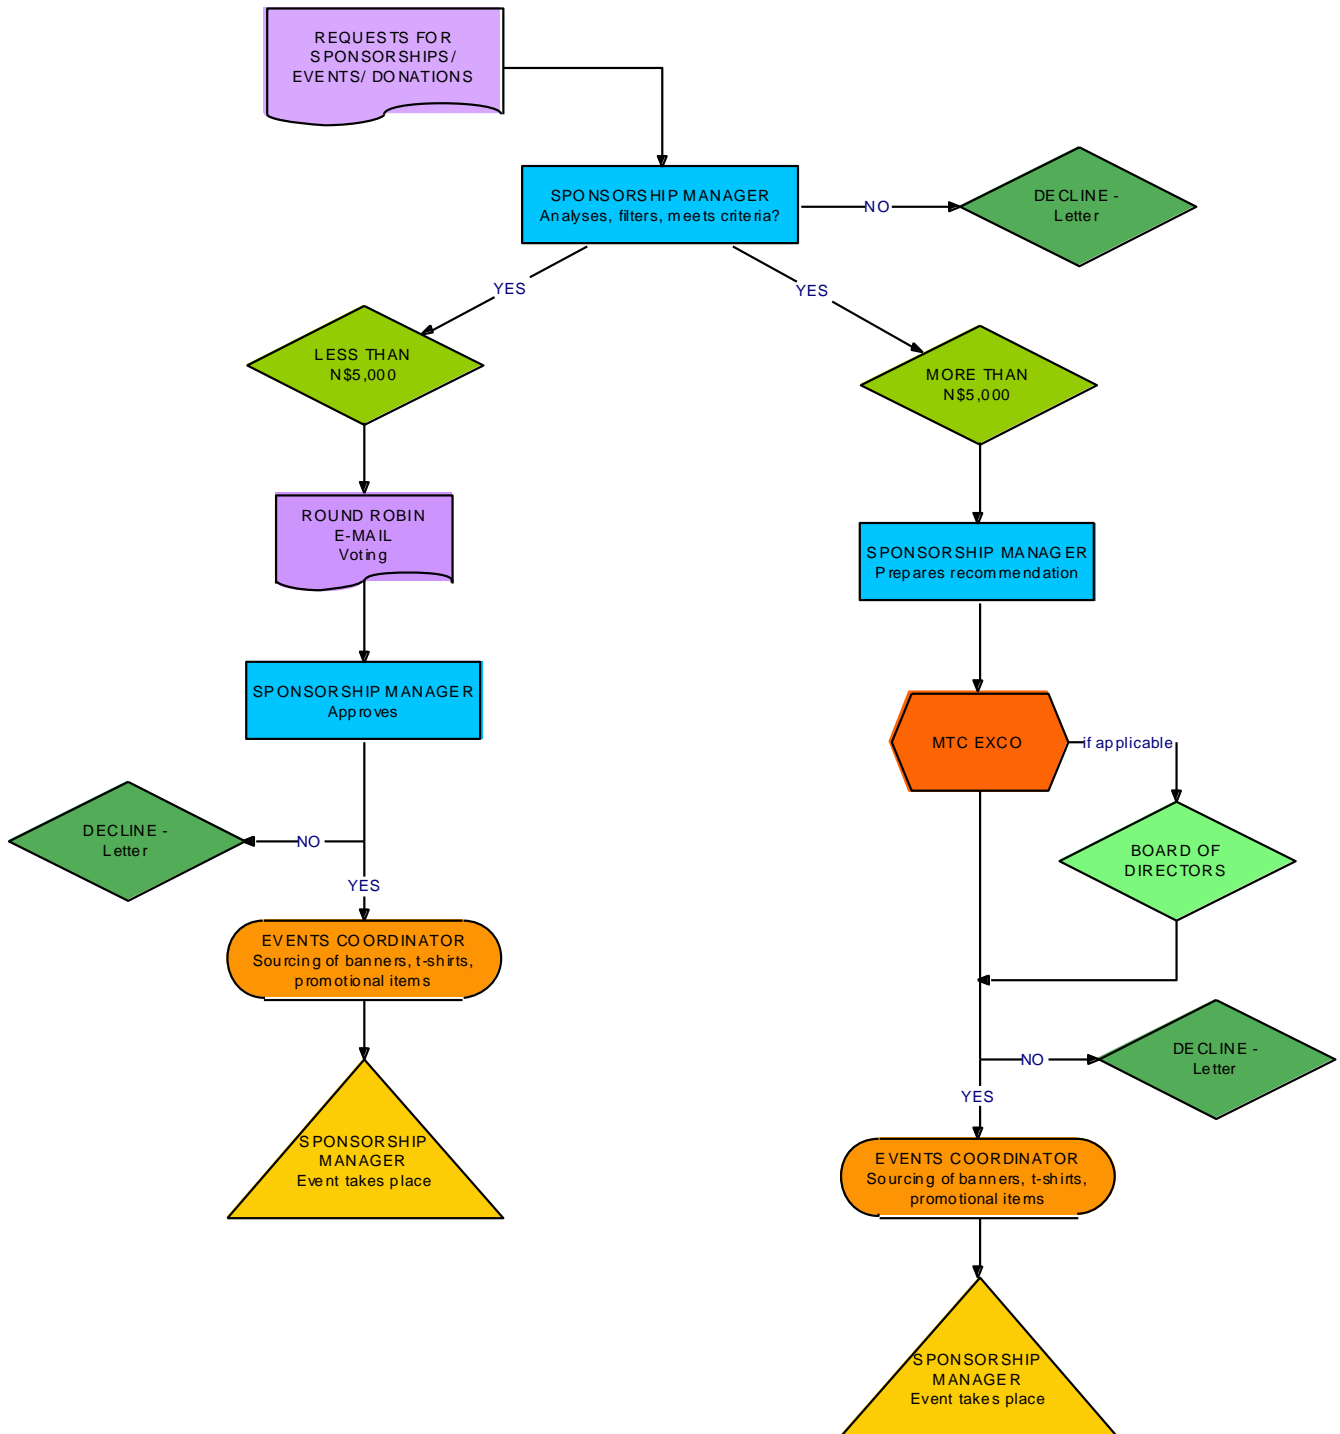 REQUESTS FOR
SPONSORSHIPS/
EVENTS/ DONATIONS
SPONSORSHIP MANAGER
Analyses, filters, meets criteria?
NO
DECLINE -
Letter
YES
YES
LESS THAN
N$5,000
MORE THAN
N$5,000
ROUND ROBIN
E-MAIL
Voting
SPONSORSHIP MANAGER
Prepares recommendation
SPONSORSHIP MANAGER
Approves
MTC EXCO
if applicable
DECLINE -
Letter
NO
BOARD OF
DIRECTORS
YES
EVENTS COORDINATOR
Sourcing of banners, t-shirts,
promotional items
NO
DECLINE -
Letter
YES
SPONSORSHIP
MANAGER
Event takes place
EVENTS COORDINATOR
Sourcing of banners, t-shirts,
promotional items
SPONSORSHIP
MANAGER
Event takes place